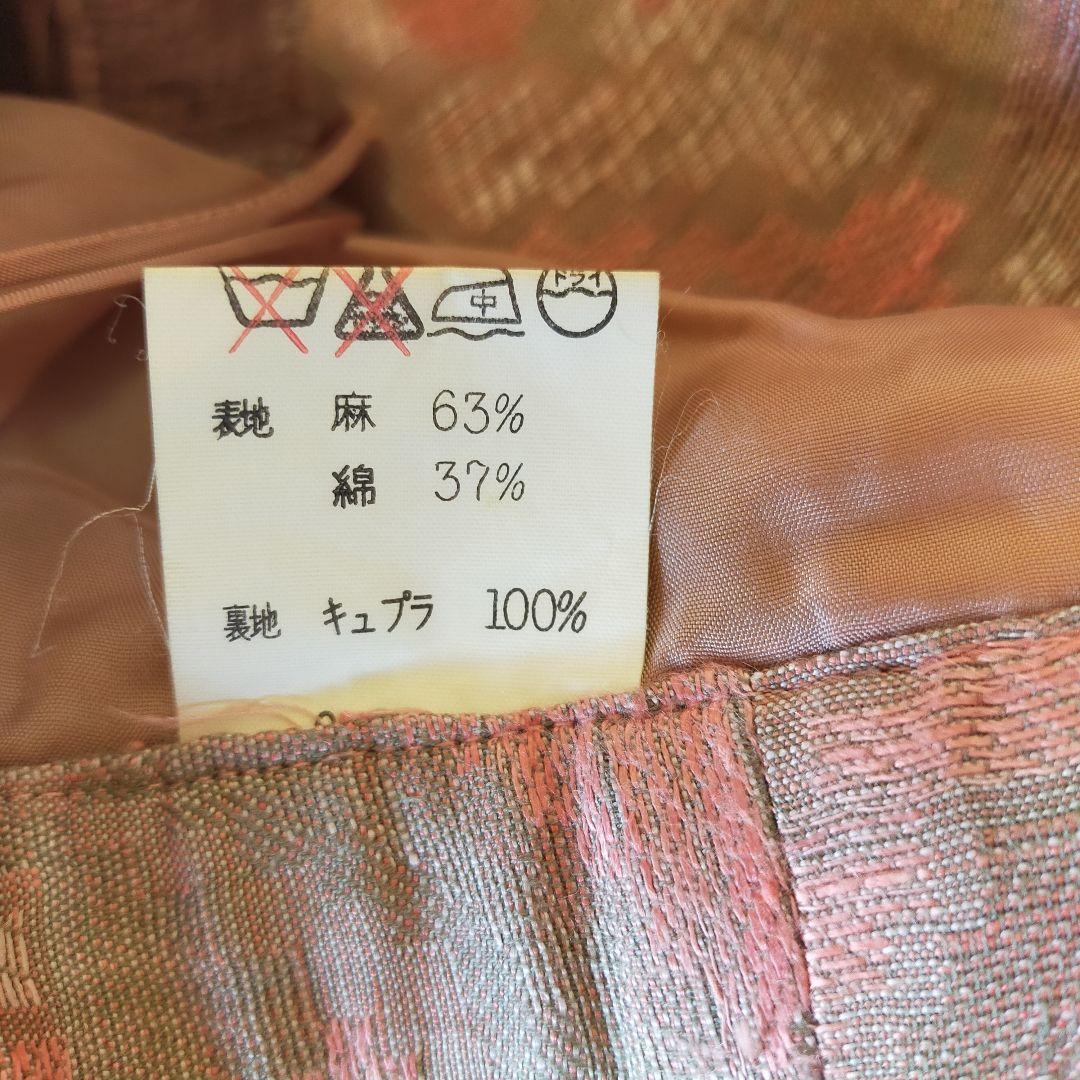 中 ドライ
表地 麻 63%
綿 37%
裏地 キュプラ 100%